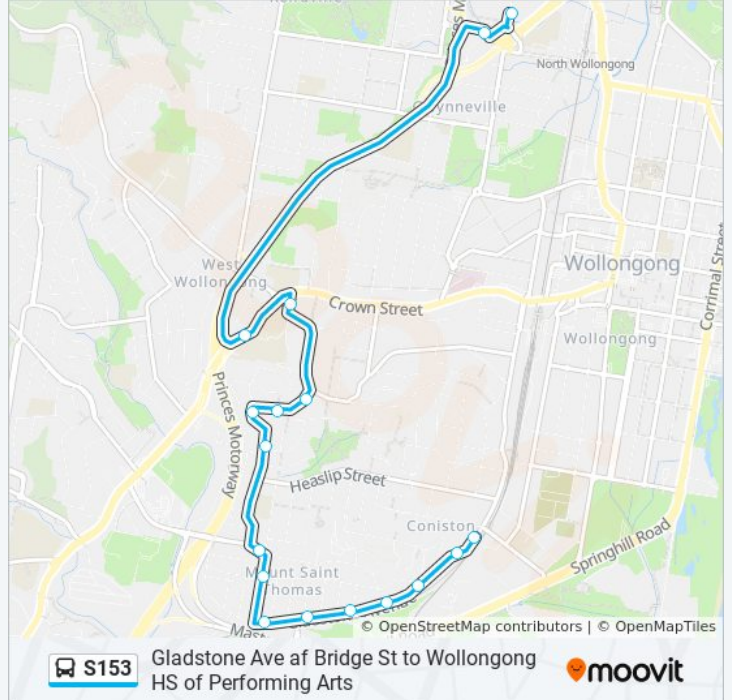 North Wollongong
Gwynneville
West
Wollongong
Wollongong
Crown Street
Corrimal Street
Wollongong
Princes Motorway
Heaslip Street
Coniston
Springhill Road
Mount Saint
Thomas
© OpenStreetMap contributors | © OpenMapTiles
S153
Gladstone Ave af Bridge St to Wollongong
HS of Performing Arts
moovit